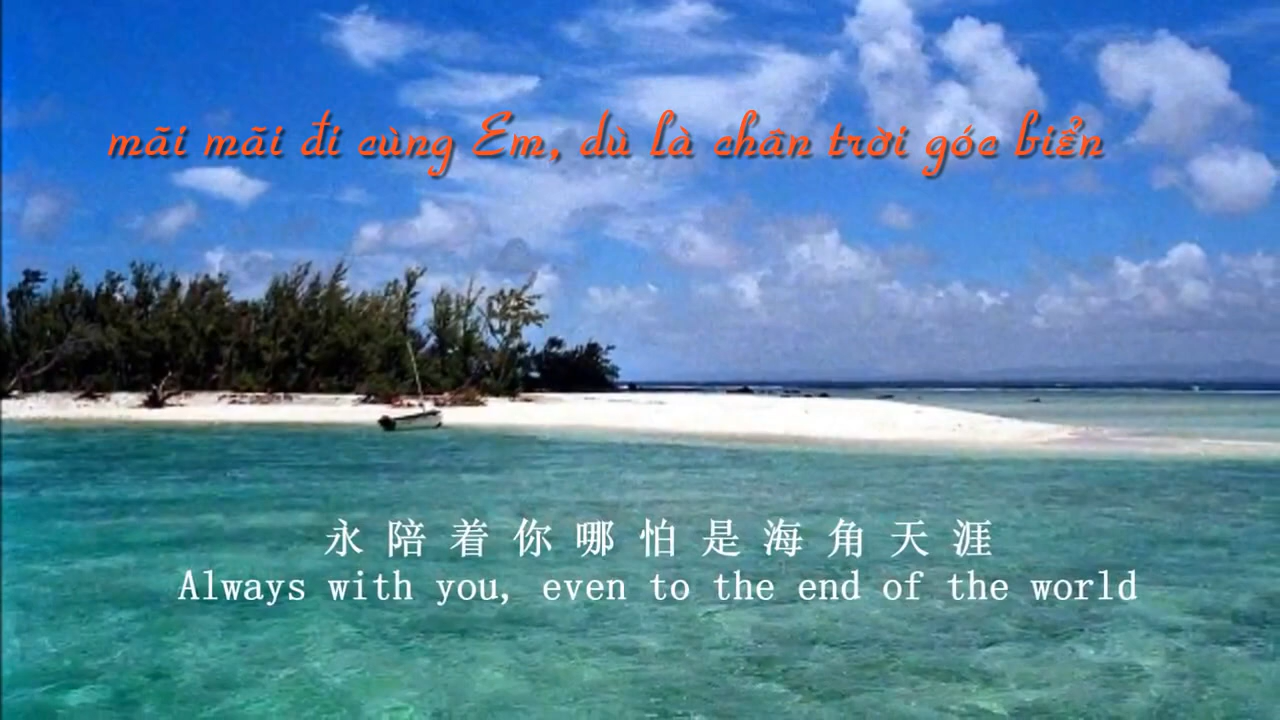 mãi mãi đi cùng Em, dù là chân trời góc biển
永陪着你哪怕是海角天涯
Always with you, even to the end of the world